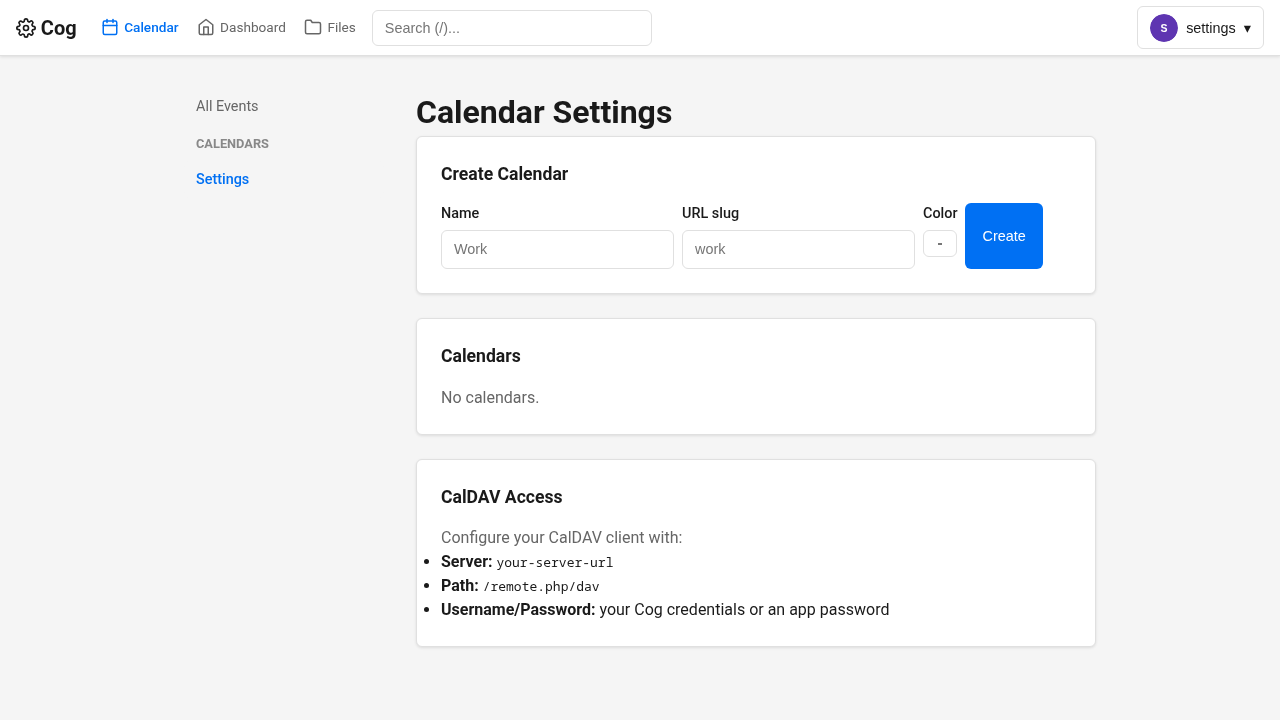 Cog
Calendar
Dashboard
Files
Search (/)...
S
settings ▾
All Events
CALENDARS
Settings
Calendar Settings
Create Calendar
Name
URL slug
Color
Work
work
-
Create
Calendars
No calendars.
CalDAV Access
Configure your CalDAV client with:
• Server: your-server-url
• Path: /remote.php/dav
• Username/Password: your Cog credentials or an app password